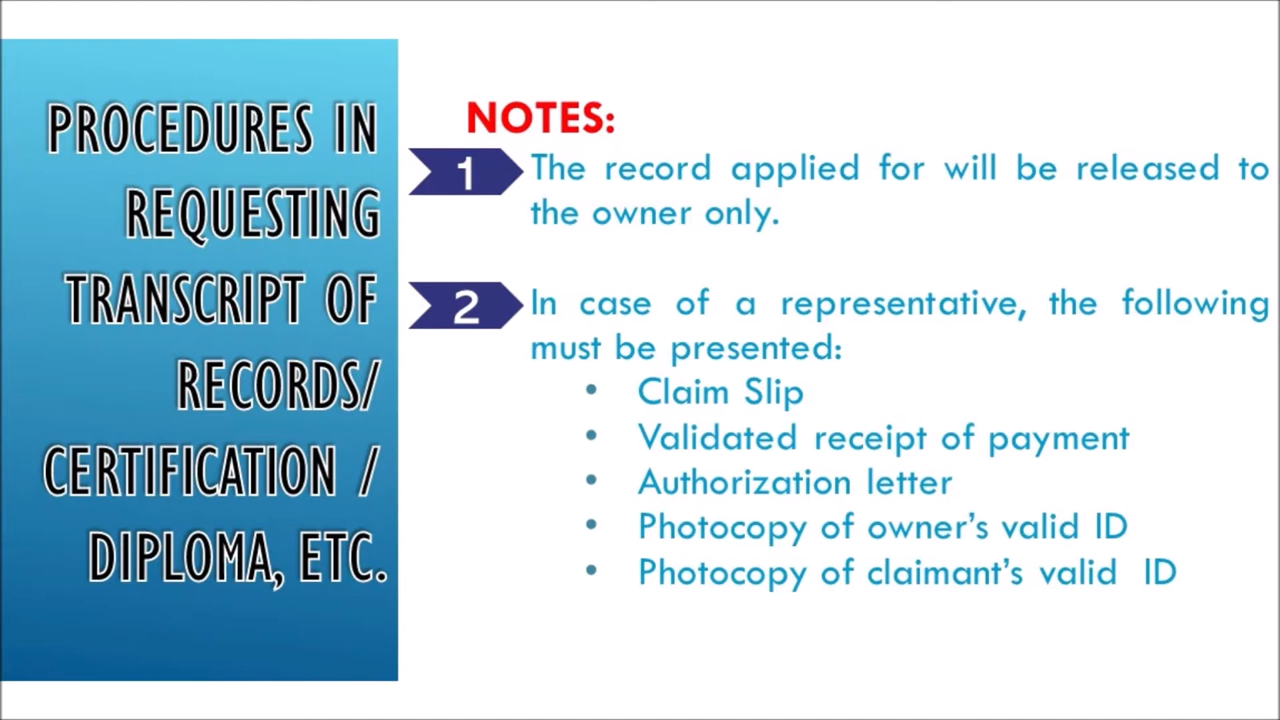 PROCEDURES IN
REQUESTING
TRANSCRIPT OF
RECORDS/
CERTIFICATION /
DIPLOMA, ETC.
NOTES:
1 The record applied for will be released to
the owner only.
2 In case of a representative, the following
must be presented:
• Claim Slip
• Validated receipt of payment
• Authorization letter
• Photocopy of owner's valid ID
• Photocopy of claimant's valid ID